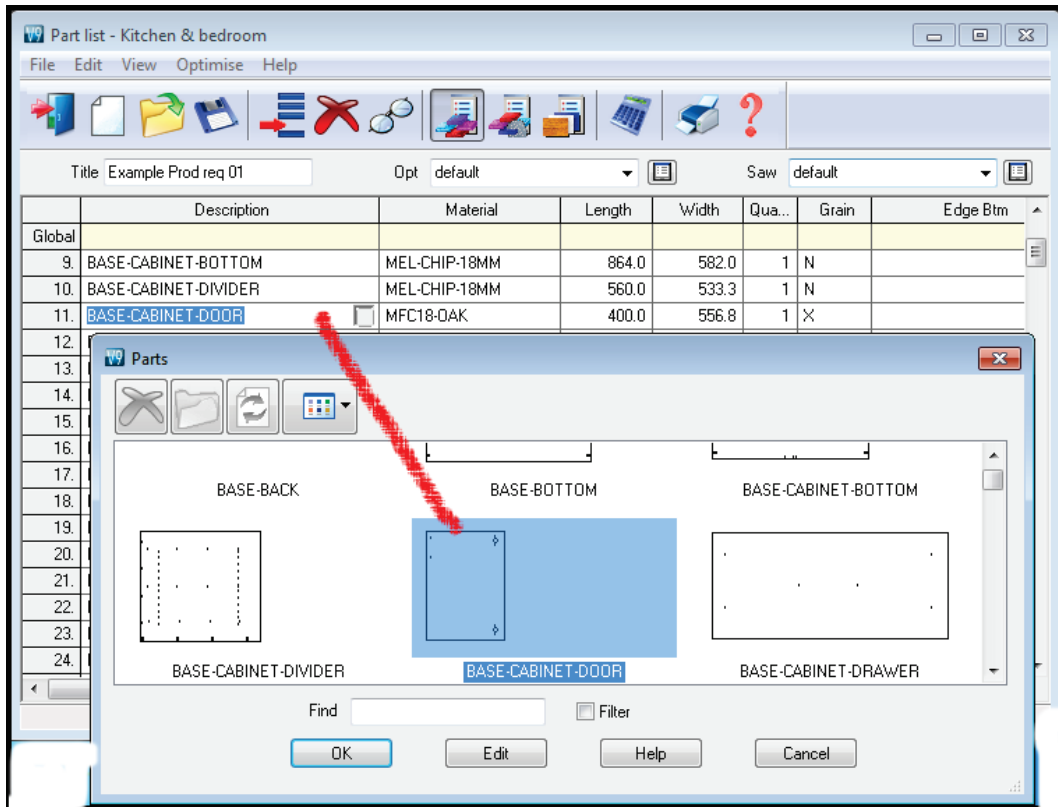 V9 Part list - Kitchen & bedroom
File Edit View Optimise Help
Title Example Prod req 01 Opt default Saw default
Description Material Length Width Qua... Grain Edge Btm
Global
9. BASE-CABINET-BOTTOM MEL-CHIP-18MM 864.0 582.0 1 N
10. BASE-CABINET-DIVIDER MEL-CHIP-18MM 560.0 533.3 1 N
11. BASE-CABINET-DOOR MFC18-OAK 400.0 556.8 1 X
12.
13.
14.
15.
16.
17.
18.
19.
20.
21.
22.
23.
24.
V9 Parts
BASE-BACK BASE-BOTTOM BASE-CABINET-BOTTOM
BASE-CABINET-DIVIDER BASE-CABINET-DOOR BASE-CABINET-DRAWER
Find Filter
OK Edit Help Cancel